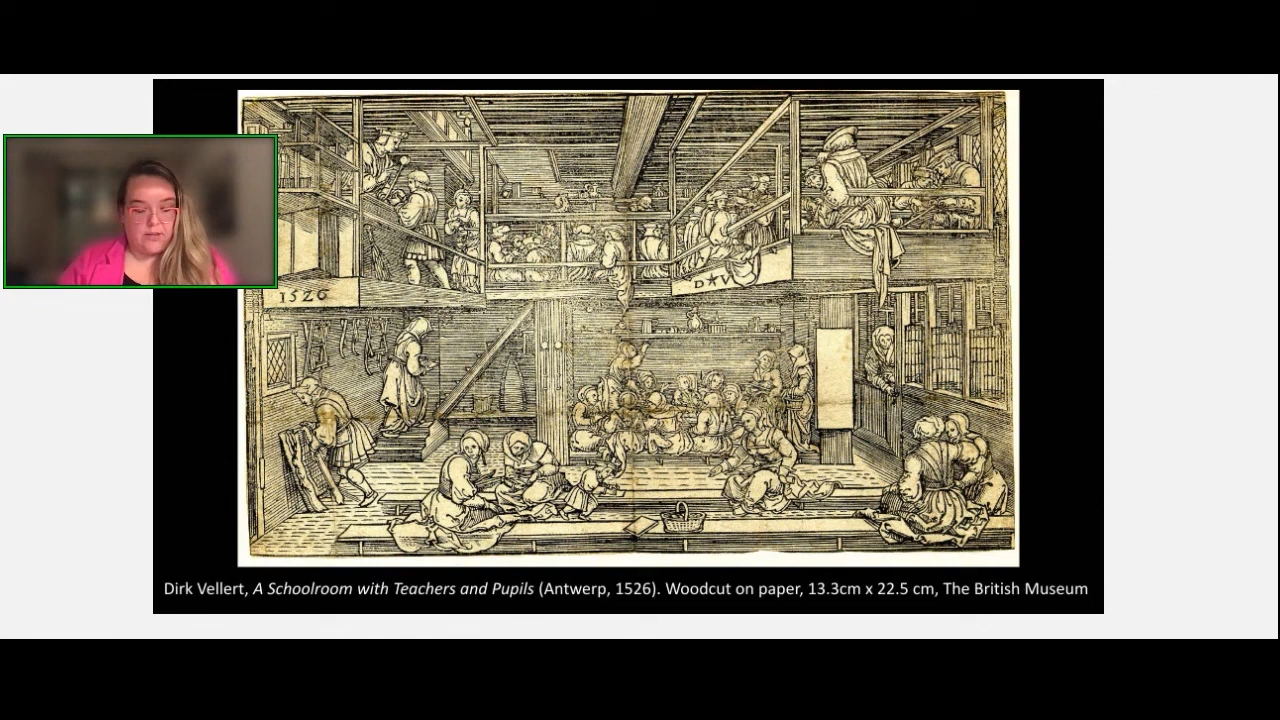 1526
D★V
Dirk Vellert, A Schoolroom with Teachers and Pupils (Antwerp, 1526). Woodcut on paper, 13.3cm x 22.5 cm, The British Museum